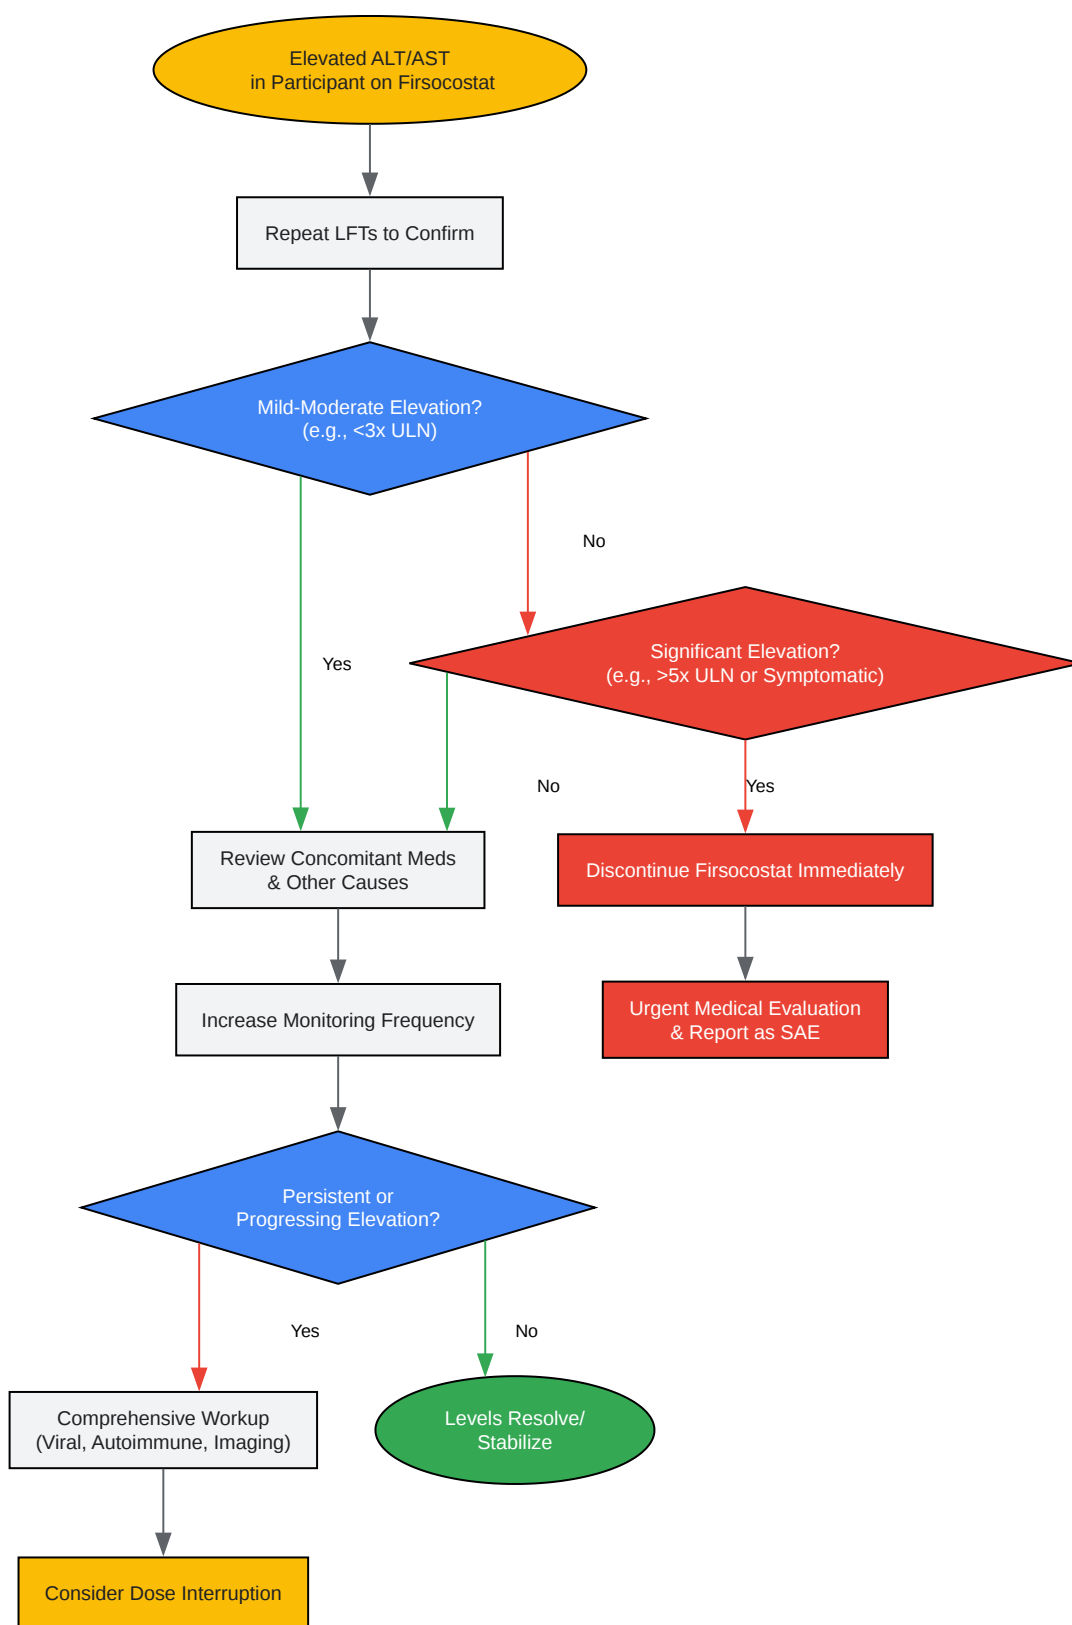 Elevated ALT/AST
in Participant on Firsocostat
Repeat LFTs to Confirm
Mild-Moderate Elevation?
(e.g., <3x ULN)
No
Significant Elevation?
(e.g., >5x ULN or Symptomatic)
Yes
No
Yes
Review Concomitant Meds
& Other Causes
Discontinue Firsocostat Immediately
Increase Monitoring Frequency
Urgent Medical Evaluation
& Report as SAE
Persistent or
Progressing Elevation?
Yes
No
Comprehensive Workup
(Viral, Autoimmune, Imaging)
Levels Resolve/
Stabilize
Consider Dose Interruption